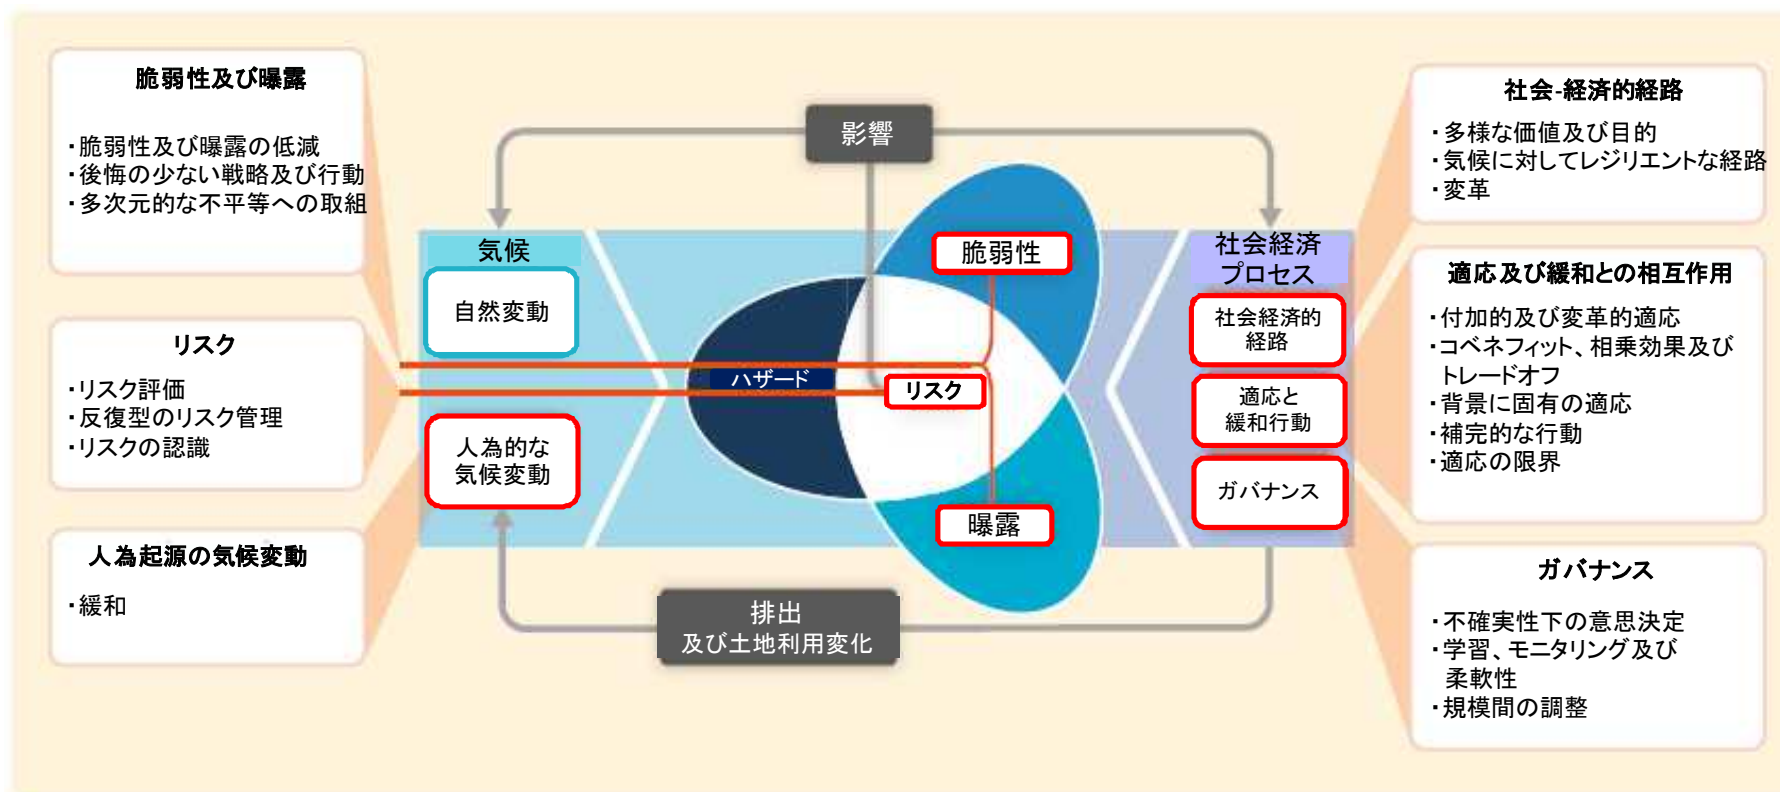 脆弱性及び曝露
・脆弱性及び曝露の低減
・後悔の少ない戦略及び行動
・多次元的な不平等への取組
リスク
・リスク評価
・反復型のリスク管理
・リスクの認識
人為起源の気候変動
・緩和
影響
気候
自然変動
人為的な
気候変動
ハザード
脆弱性
リスク
曝露
社会経済
プロセス
社会経済的
経路
適応と
緩和行動
ガバナンス
排出
及び土地利用変化
社会-経済的経路
・多様な価値及び目的
・気候に対してレジリエントな経路
・変革
適応及び緩和との相互作用
・付加的及び変革的適応
・コベネフィット、相乗効果及び
トレードオフ
・背景に固有の適応
・補完的な行動
・適応の限界
ガバナンス
・不確実性下の意思決定
・学習、モニタリング及び
柔軟性
・規模間の調整